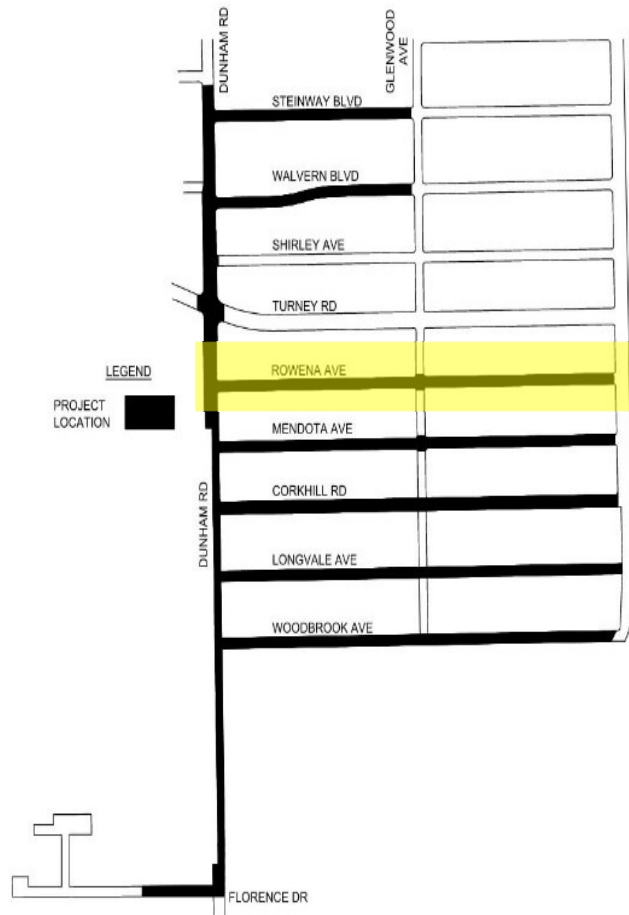 DUNHAM RD
GLENWOOD
AVE
STEINWAY BLVD
WALVERN BLVD
SHIRLEY AVE
TURNEY RD
ROWENA AVE
LEGEND
PROJECT
LOCATION
MENDOTA AVE
DUNHAM RD
CORKHILL RD
LONGVALE AVE
WOODBROOK AVE
FLORENCE DR